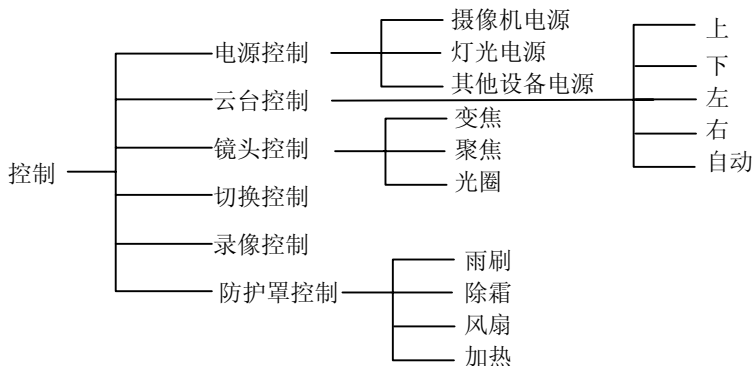 控制
电源控制
摄像机电源
灯光电源
其他设备电源
云台控制
上
下
左
右
自动
镜头控制
变焦
聚焦
光圈
切换控制
录像控制
防护罩控制
雨刷
除霜
风扇
加热